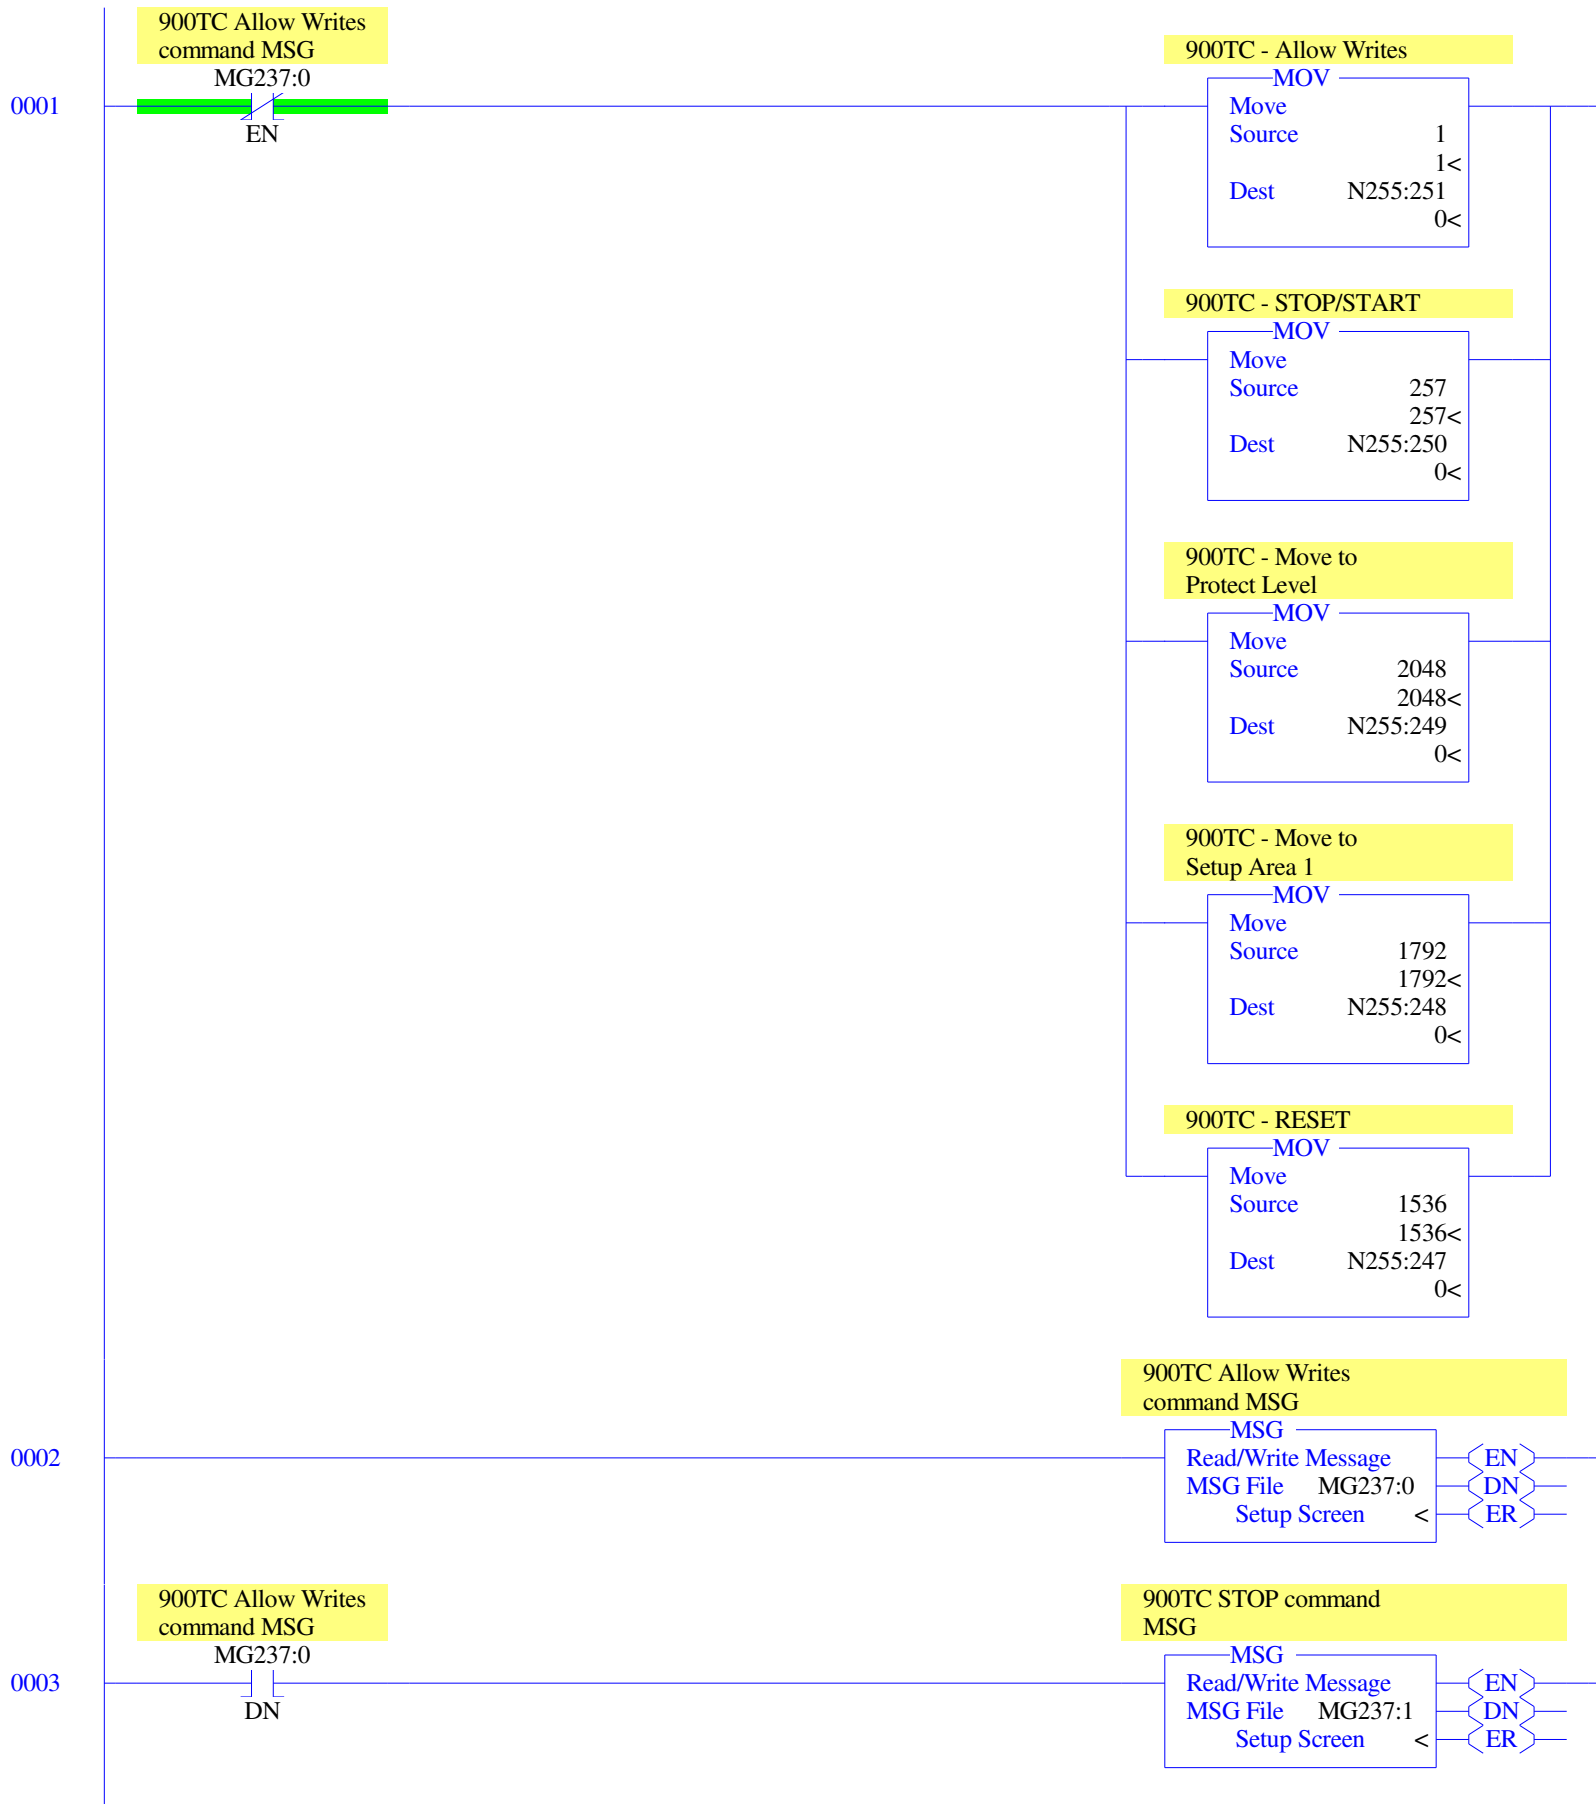 900TC Allow Writes
command MSG
MG237:0
EN
0001
900TC - Allow Writes
MOV
Move
Source 1
1<
Dest N255:251
0<
900TC - STOP/START
MOV
Move
Source 257
257<
Dest N255:250
0<
900TC - Move to
Protect Level
MOV
Move
Source 2048
2048<
Dest N255:249
0<
900TC - Move to
Setup Area 1
MOV
Move
Source 1792
1792<
Dest N255:248
0<
900TC - RESET
MOV
Move
Source 1536
1536<
Dest N255:247
0<
900TC Allow Writes
command MSG
MSG
0002
Read/Write Message EN
MSG File MG237:0 DN
Setup Screen < ER
900TC Allow Writes
command MSG
MG237:0
DN
0003
900TC STOP command
MSG
MSG
Read/Write Message EN
MSG File MG237:1 DN
Setup Screen < ER